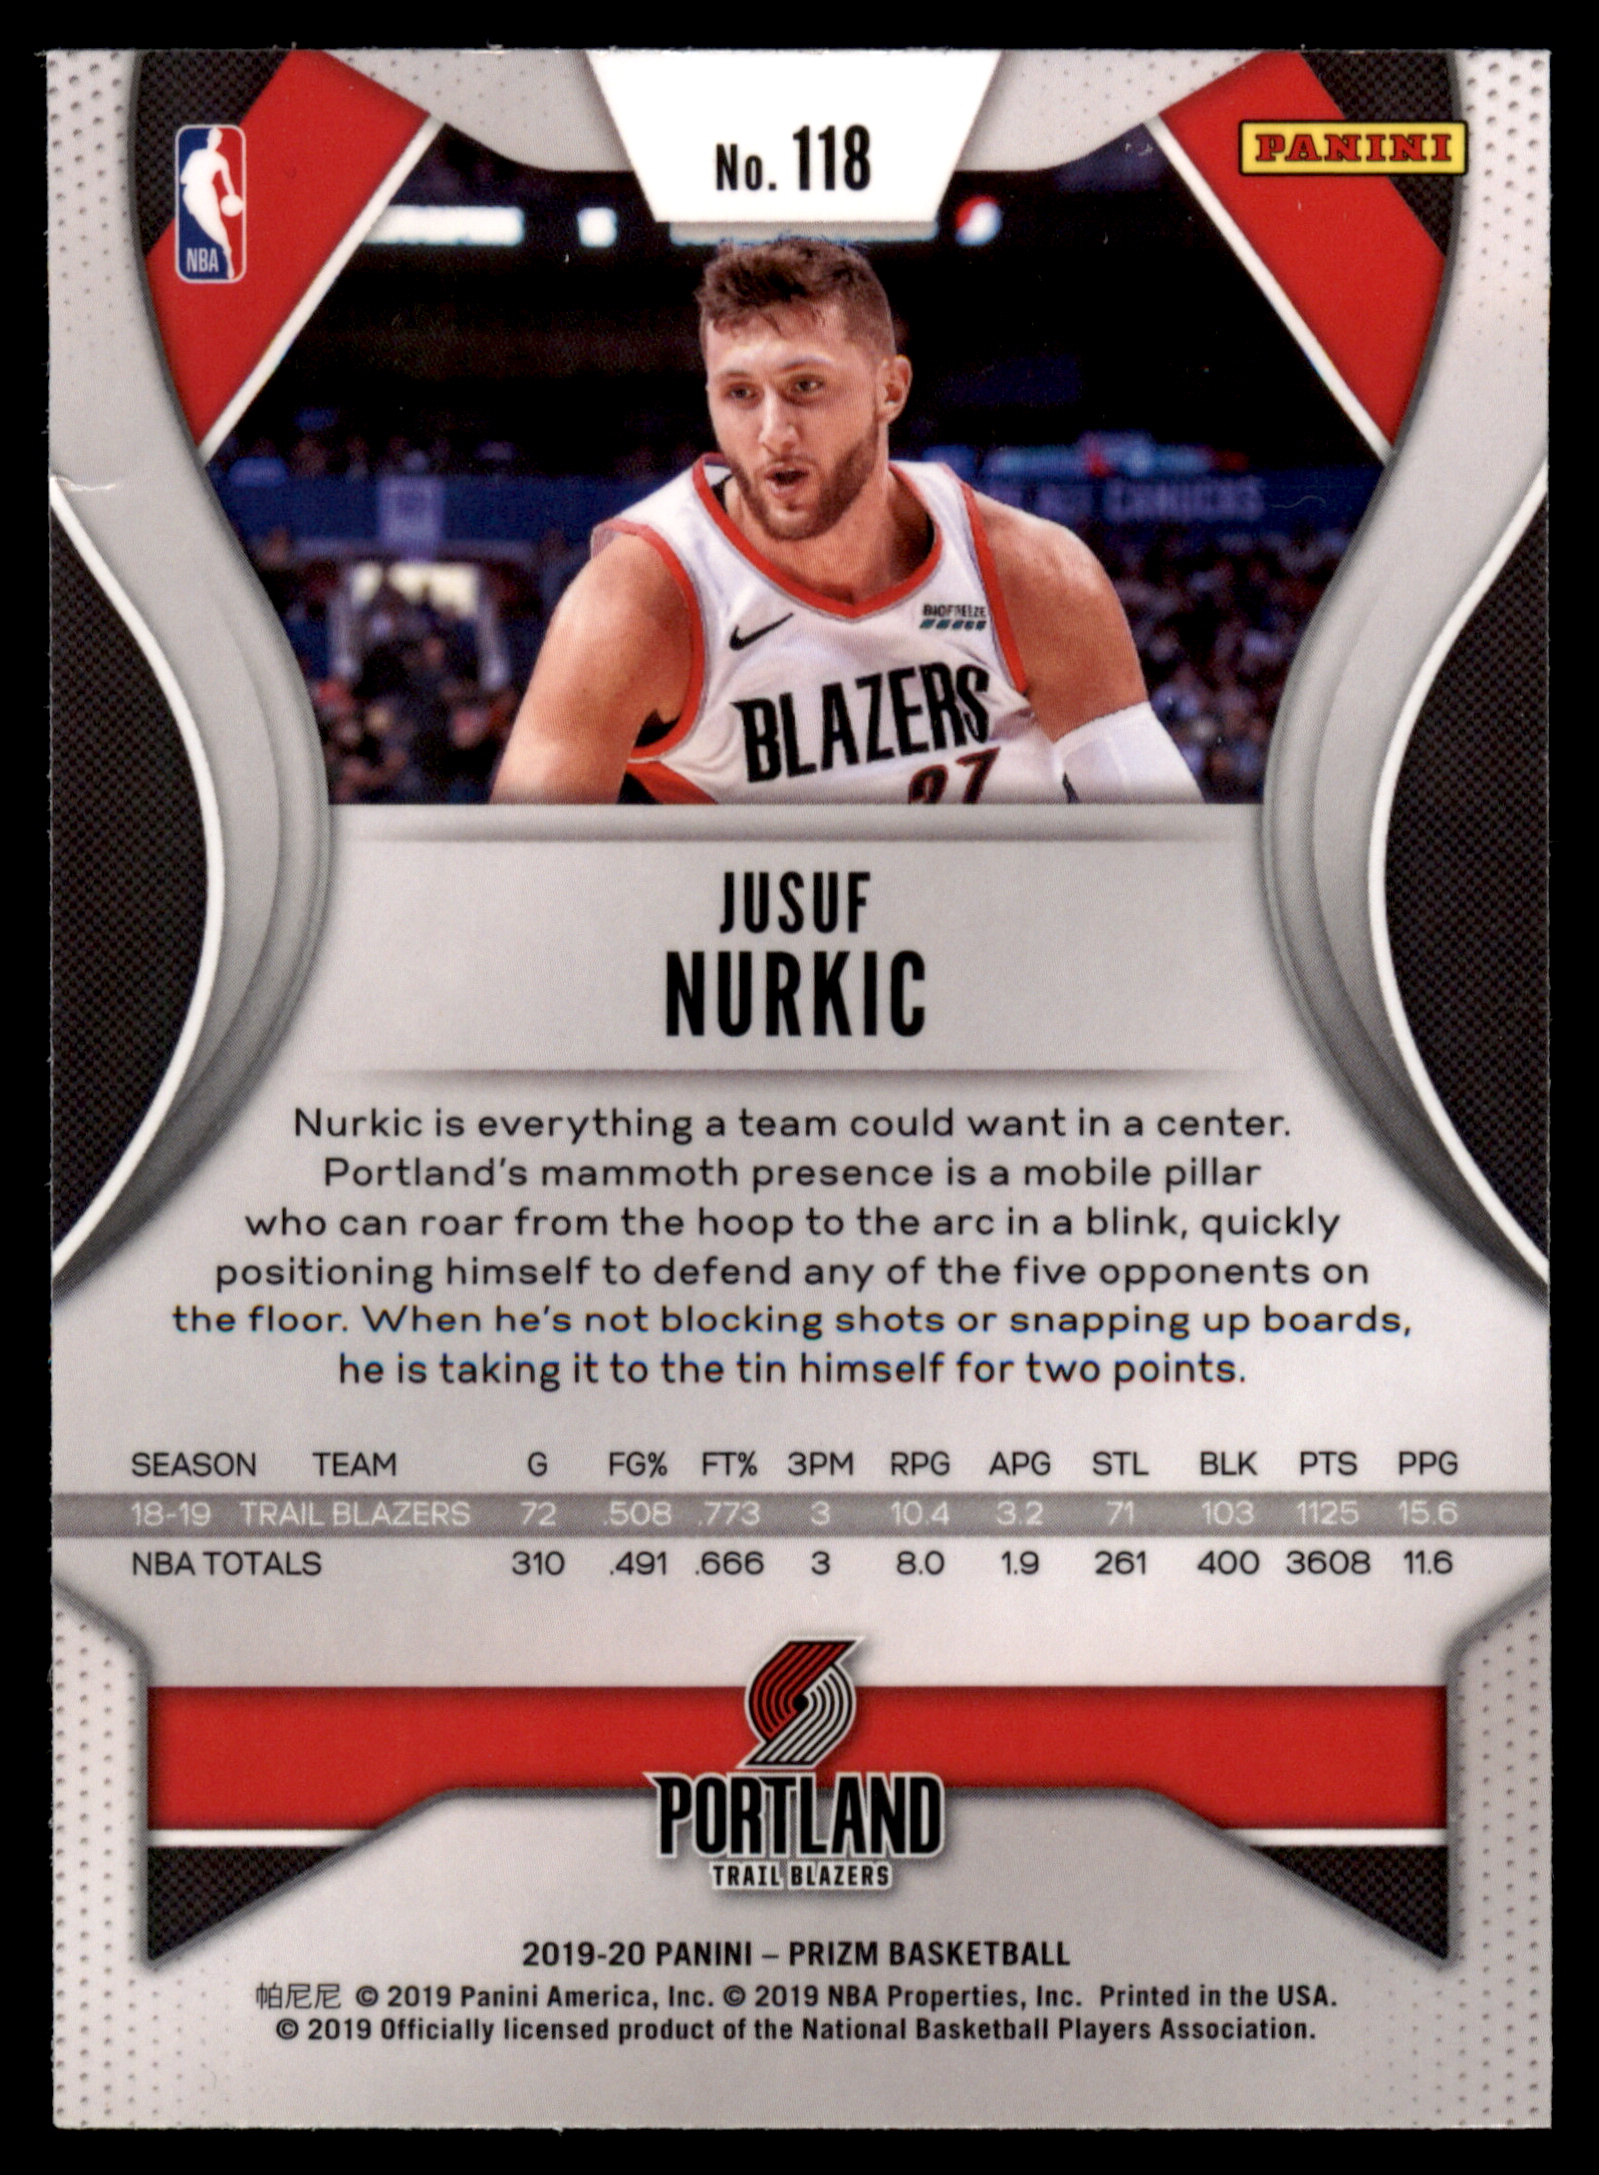 No. 118
PANINI
NBA
BIOFREEZE
BLAZERS
27
JUSUF
NURKIC
Nurkic is everything a team could want in a center.
Portland's mammoth presence is a mobile pillar
who can roar from the hoop to the arc in a blink, quickly
positioning himself to defend any of the five opponents on
the floor. When he's not blocking shots or snapping up boards,
he is taking it to the tin himself for two points.
SEASON TEAM G FG% FT% 3PM RPG APG STL BLK PTS PPG
18-19 TRAIL BLAZERS 72 .508 .773 3 10.4 3.2 71 103 1125 15.6
NBA TOTALS 310 .491 .666 3 8.0 1.9 261 400 3608 11.6
PORTLAND
TRAIL BLAZERS
2019-20 PANINI – PRIZM BASKETBALL
帕尼尼 © 2019 Panini America, Inc. © 2019 NBA Properties, Inc. Printed in the USA.
© 2019 Officially licensed product of the National Basketball Players Association.